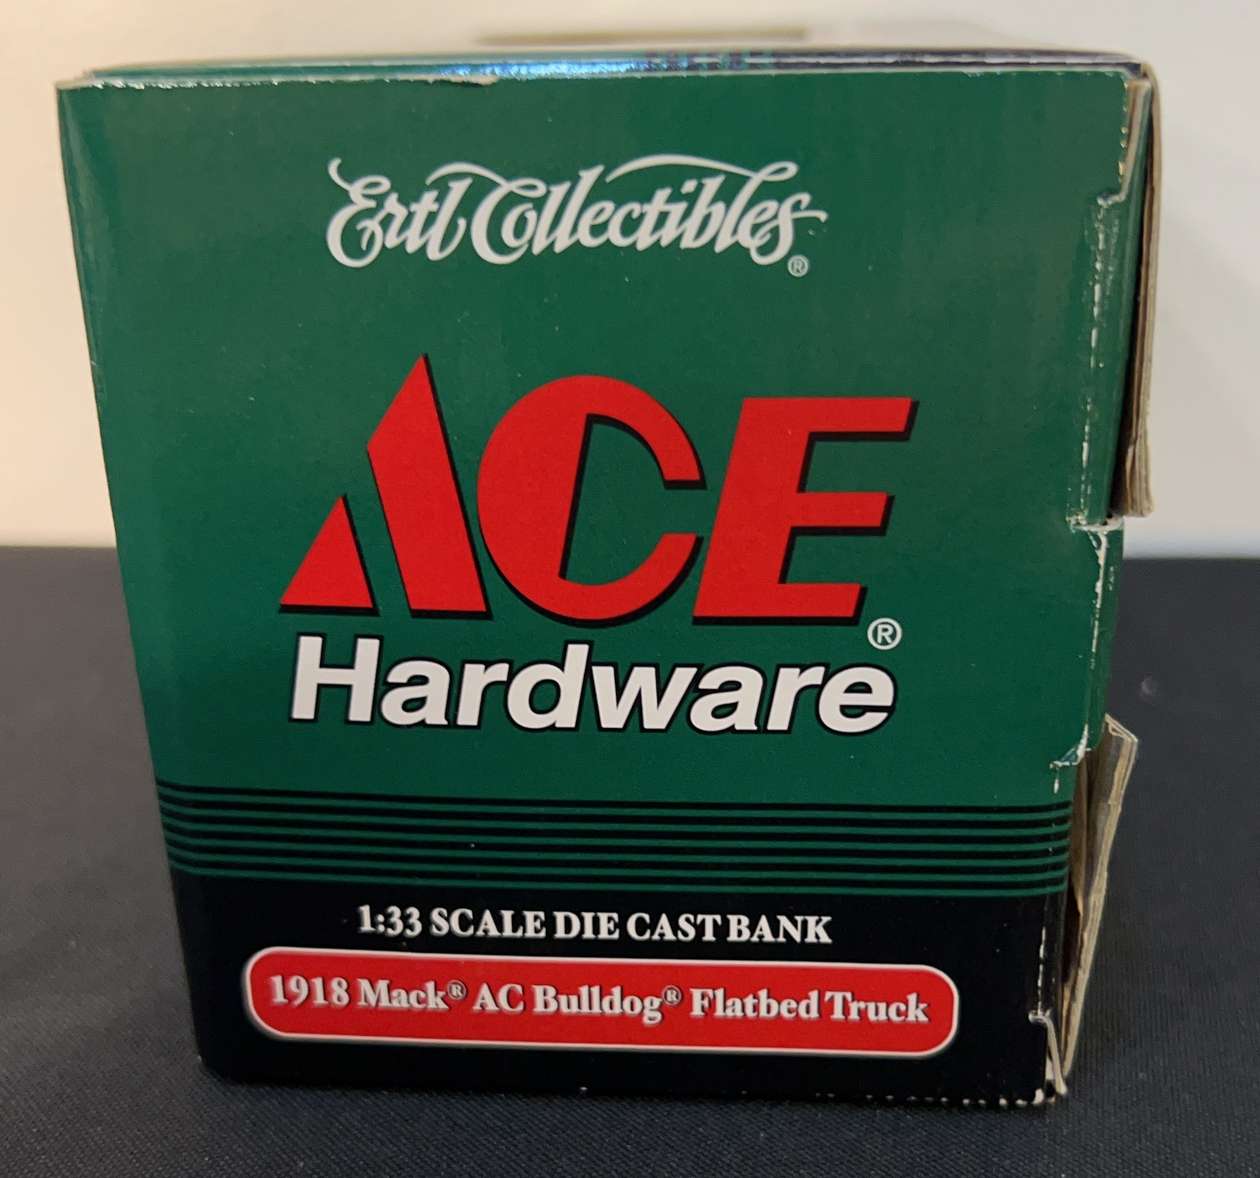 Ertl Collectibles®
ACE
Hardware®
1:33 SCALE DIE CAST BANK
1918 Mack® AC Bulldog® Flatbed Truck